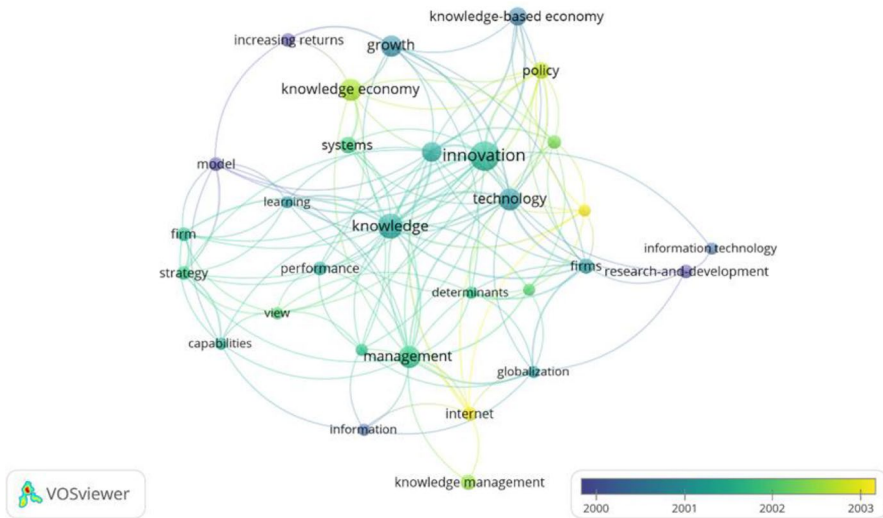 knowledge-based economy
increasing returns
growth
policy
knowledge economy
systems
innovation
model
learning
technology
knowledge
firm
information technology
strategy
performance
firms
research-and-development
determinants
view
capabilities
management
globalization
internet
information
knowledge management
VOSviewer
2000 2001 2002 2003